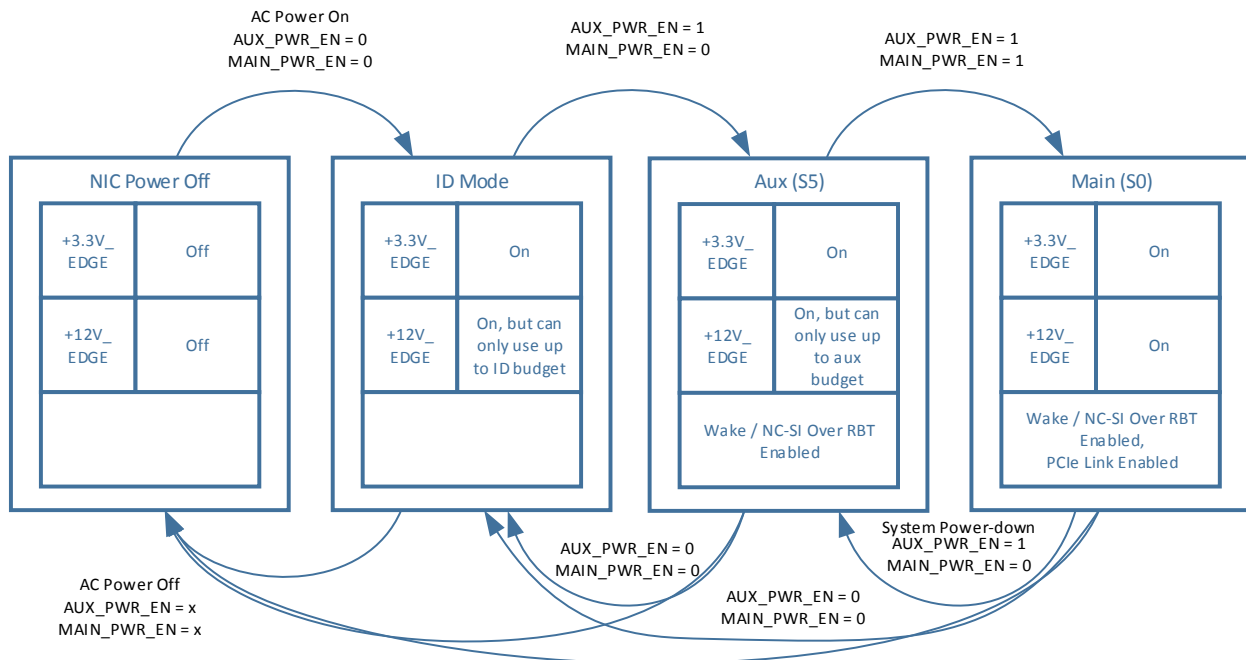 AC Power On
AUX_PWR_EN = 0
MAIN_PWR_EN = 0
AUX_PWR_EN = 1
MAIN_PWR_EN = 0
AUX_PWR_EN = 1
MAIN_PWR_EN = 1
NIC Power Off
+3.3V_
EDGE
Off
+12V_
EDGE
Off
ID Mode
+3.3V_
EDGE
On
+12V_
EDGE
On, but can
only use up
to ID budget
Aux (S5)
+3.3V_
EDGE
On
+12V_
EDGE
On, but can
only use up
to aux
budget
Wake / NC-SI Over RBT
Enabled
Main (S0)
+3.3V_
EDGE
On
+12V_
EDGE
On
Wake / NC-SI Over RBT
Enabled,
PCIe Link Enabled
AC Power Off
AUX_PWR_EN = x
MAIN_PWR_EN = x
AUX_PWR_EN = 0
MAIN_PWR_EN = 0
System Power-down
AUX_PWR_EN = 1
MAIN_PWR_EN = 0
AUX_PWR_EN = 0
MAIN_PWR_EN = 0